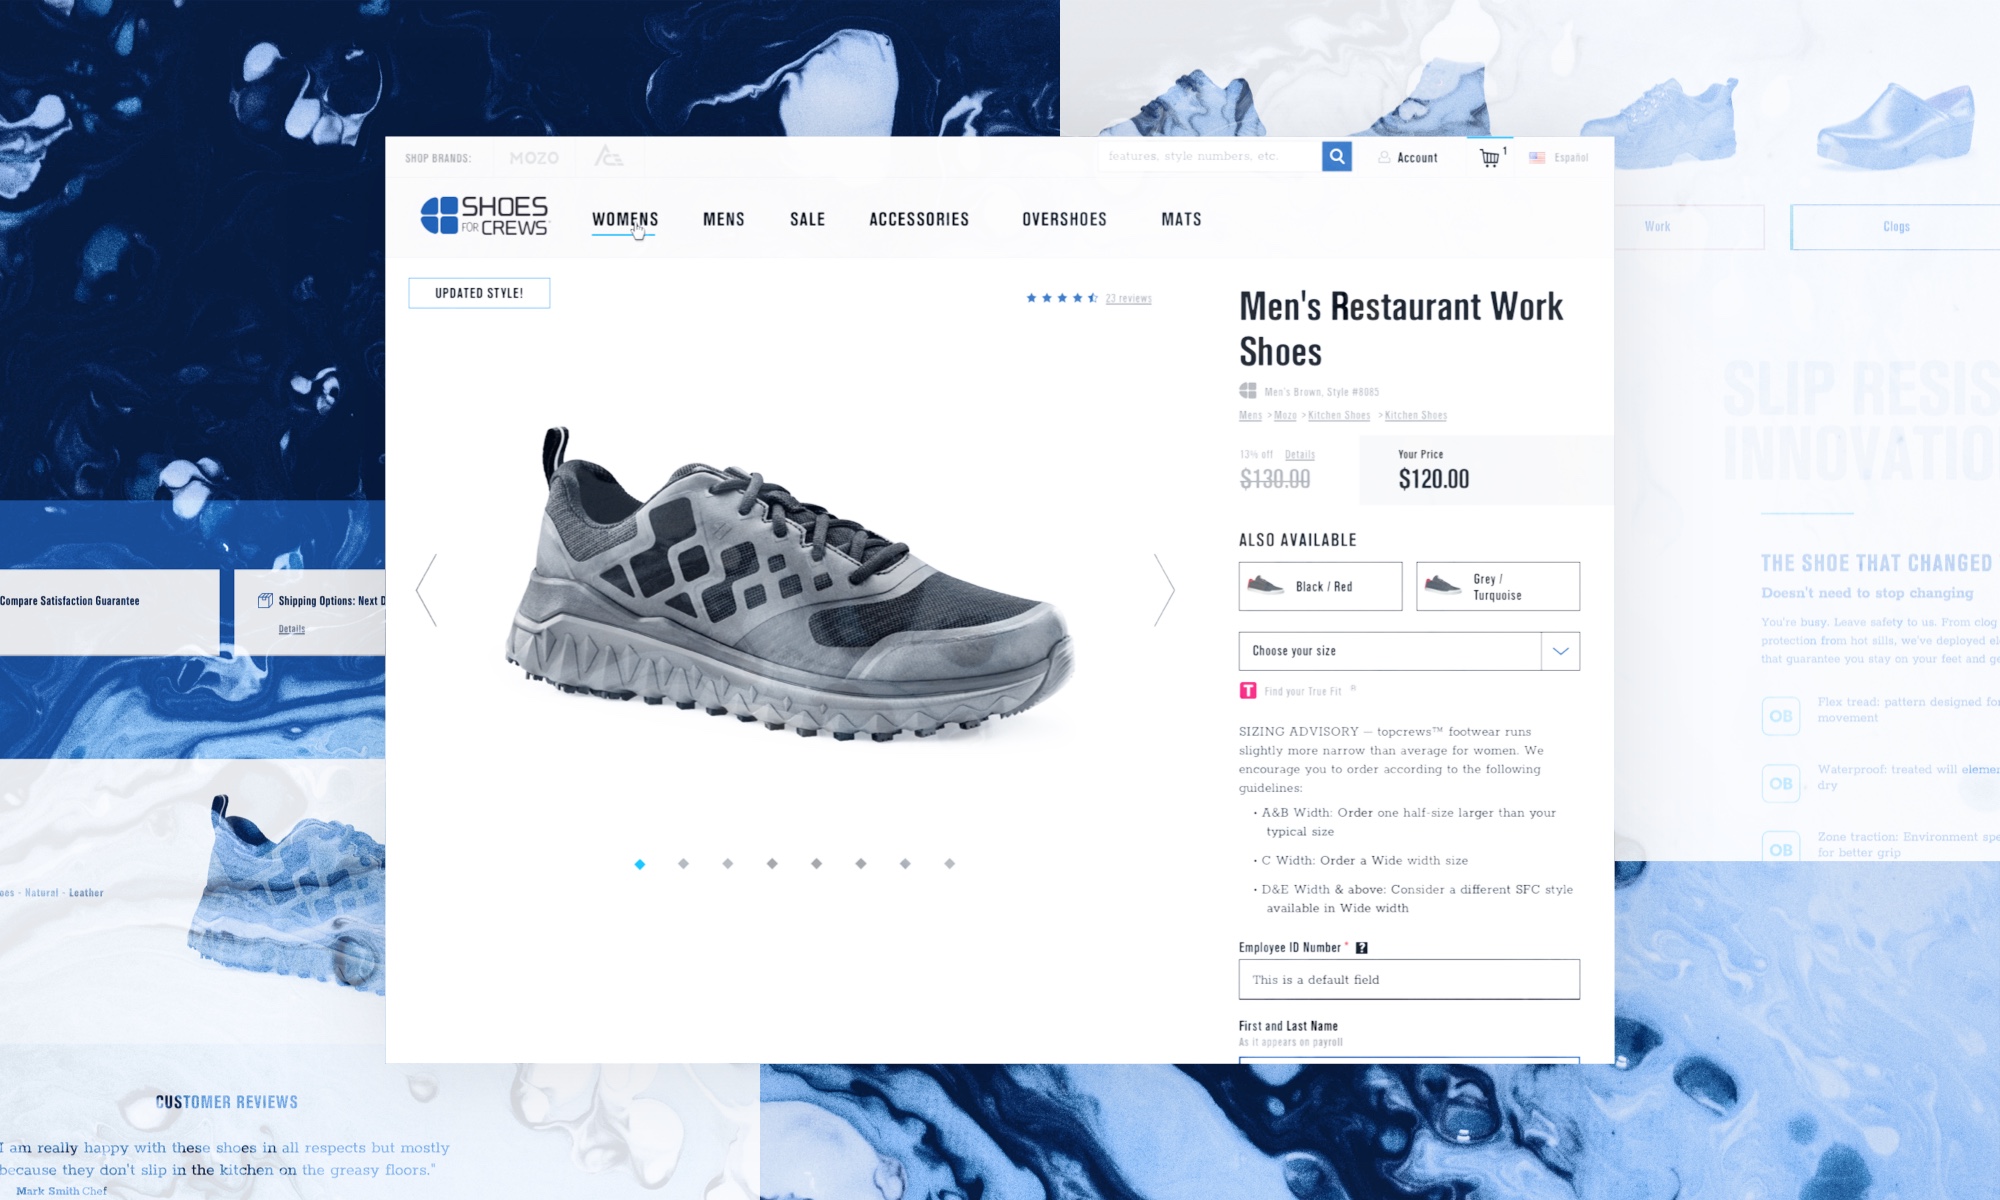 SHOP BRANDS:
MOZO
ACE
features, style numbers, etc.
Account
1
Español
SHOES
FOR CREWS
WOMENS
MENS
SALE
ACCESSORIES
OVERSHOES
MATS
UPDATED STYLE!
23 reviews
Men's Restaurant Work
Shoes
Men's Brown, Style #8085
Mens > Mozo > Kitchen Shoes > Kitchen Shoes
13% off Details
$130.00
Your Price
$120.00
ALSO AVAILABLE
Black / Red
Grey /
Turquoise
Choose your size
T Find your True Fit ®
SIZING ADVISORY — topcrews™ footwear runs
slightly more narrow than average for women. We
encourage you to order according to the following
guidelines:
• A&B Width: Order one half-size larger than your
typical size
• C Width: Order a Wide width size
• D&E Width & above: Consider a different SFC style
available in Wide width
Employee ID Number * ?
This is a default field
First and Last Name
As it appears on payroll
Work
Clogs
SLIP RESIS
INNOVATIO
THE SHOE THAT CHANGED
Doesn't need to stop changing
You're busy. Leave safety to us. From clog
protection from hot sills, we've deployed el
that guarantee you stay on your feet and ge
OB
Flex tread: pattern designed for
movement
OB
Waterproof: treated will elemen
dry
OB
Zone traction: Environment spe
for better grip
Compare Satisfaction Guarantee
Shipping Options: Next D
Details
oes - Natural - Leather
CUSTOMER REVIEWS
I am really happy with these shoes in all respects but mostly
because they don't slip in the kitchen on the greasy floors."
Mark Smith Chef